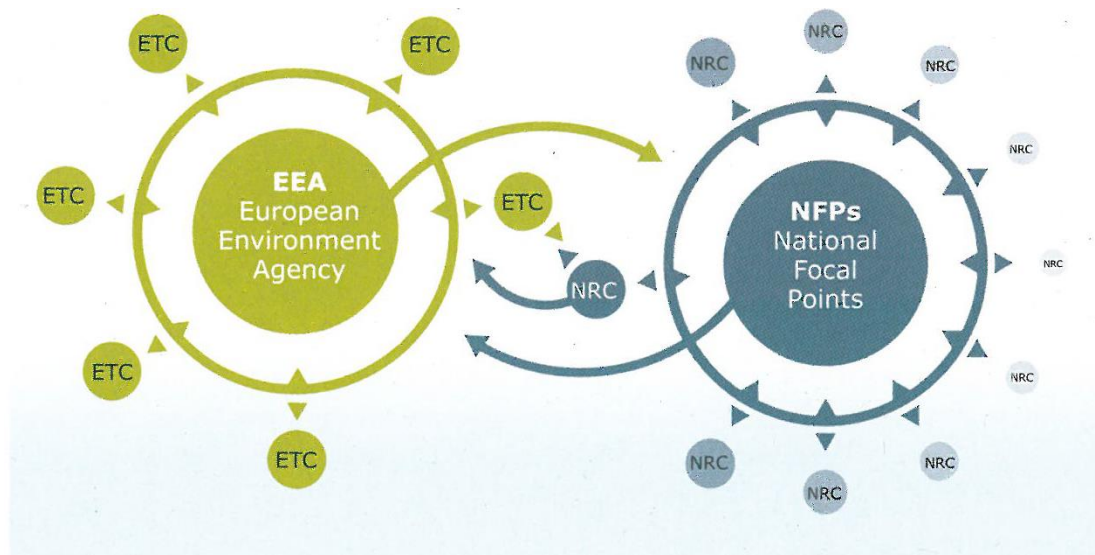 ETC
ETC
ETC
EEA
European
Environment
Agency
ETC
ETC
ETC
NRC
NRC
NRC
NRC
NRC
NFPs
National
Focal
Points
NRC
NRC
NRC
NRC
NRC